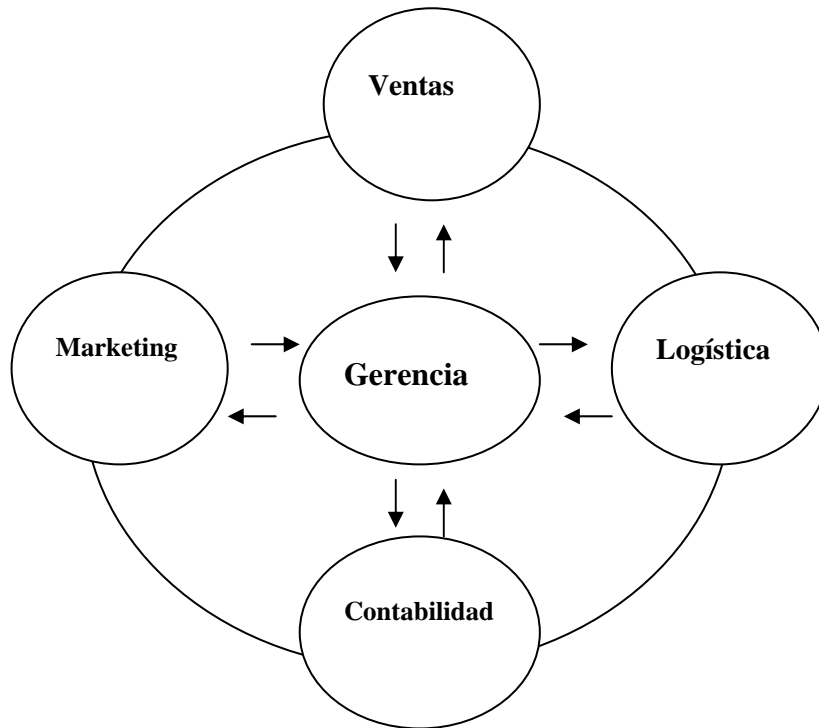 Ventas
Marketing
Gerencia
Logística
Contabilidad